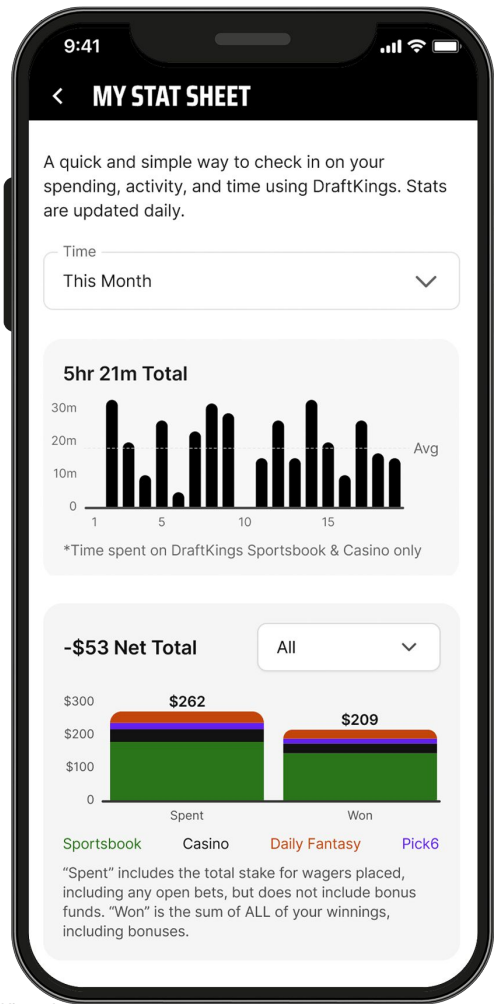 9:41
MY STAT SHEET
A quick and simple way to check in on your
spending, activity, and time using DraftKings. Stats
are updated daily.
Time
This Month
5hr 21m Total
30m
20m
Avg
10m
0
1 5 10 15
*Time spent on DraftKings Sportsbook & Casino only
-$53 Net Total
All
$300
$262
$209
$200
$100
0
Spent Won
Sportsbook Casino Daily Fantasy Pick6
“Spent” includes the total stake for wagers placed,
including any open bets, but does not include bonus
funds. “Won” is the sum of ALL of your winnings,
including bonuses.